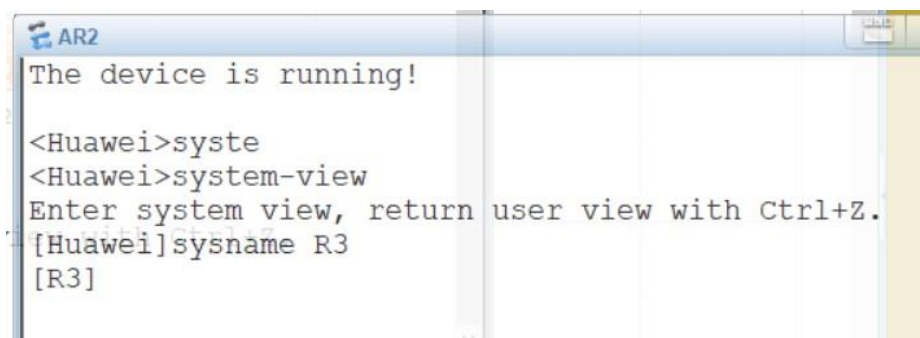 AR2
The device is running!
<Huawei>syste
<Huawei>system-view
Enter system view, return user view with Ctrl+Z.
[Huawei]sysname R3
[R3]